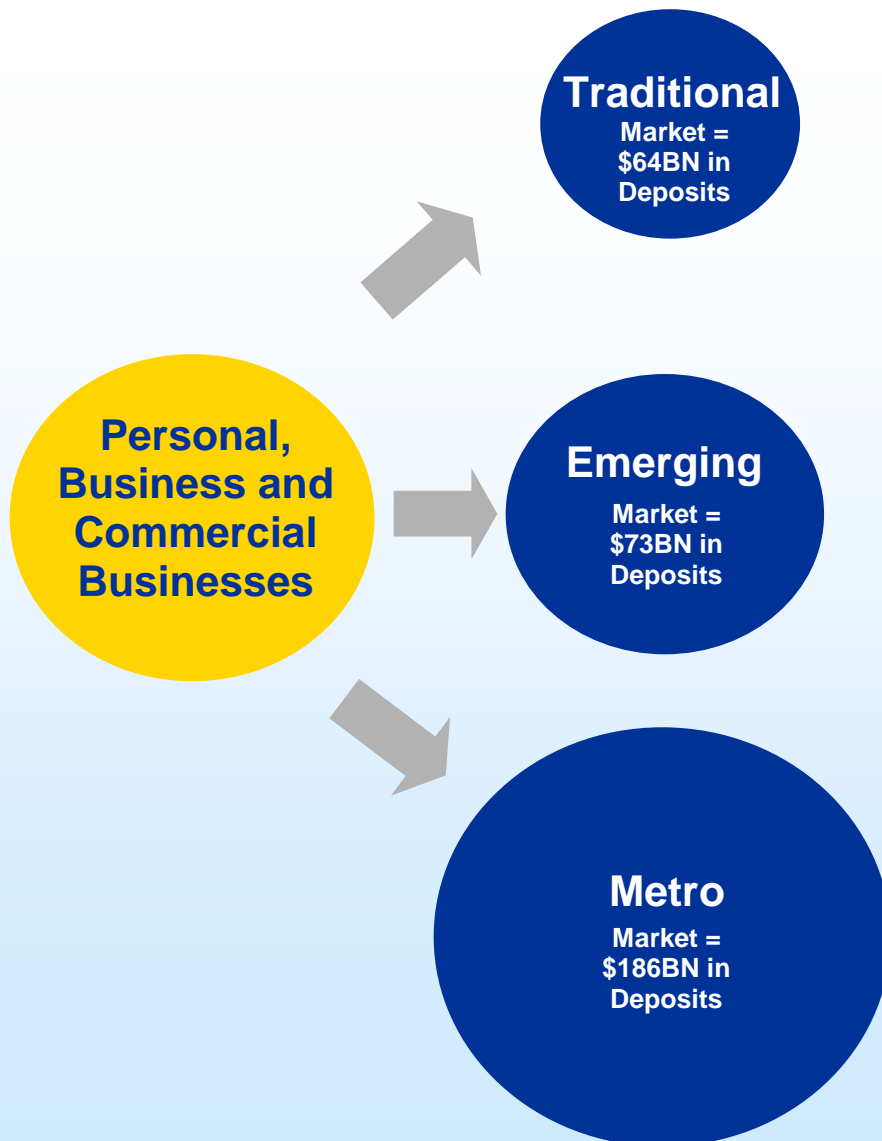 Traditional
Market =
$64BN in
Deposits
Personal,
Business and
Commercial
Businesses
Emerging
Market =
$73BN in
Deposits
Metro
Market =
$186BN in
Deposits